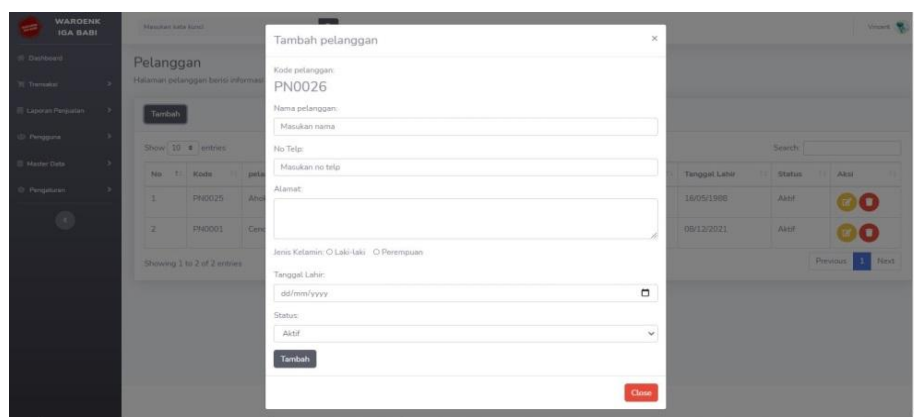 WARDENK
IGA BABI
Masukan kata kunci
Vincent
Dashboard
Transaksi
Laporan Penjualan
Pengguna
Master Data
Pengaturan
Pelanggan
Halaman pelanggan berisi informasi
Tambah
Show 10 entries
Search:
No Kode pela Tanggal Lahir Status Aksi
1. PN0025 16/05/1988 Aktif
2 PN0001 08/12/2021 Aktif
Showing 1 to 2 of 2 entries
Previous 1 Next
Tambah pelanggan ×
Kode pelanggan:
PN0026
Nama pelanggan:
Masukan nama
No Telp:
Masukan no telp
Alamat:
Jenis Kelamin: Laki-laki Perempuan
Tanggal Lahir:
dd/mm/yyyy
Status:
Aktif
Tambah
Close